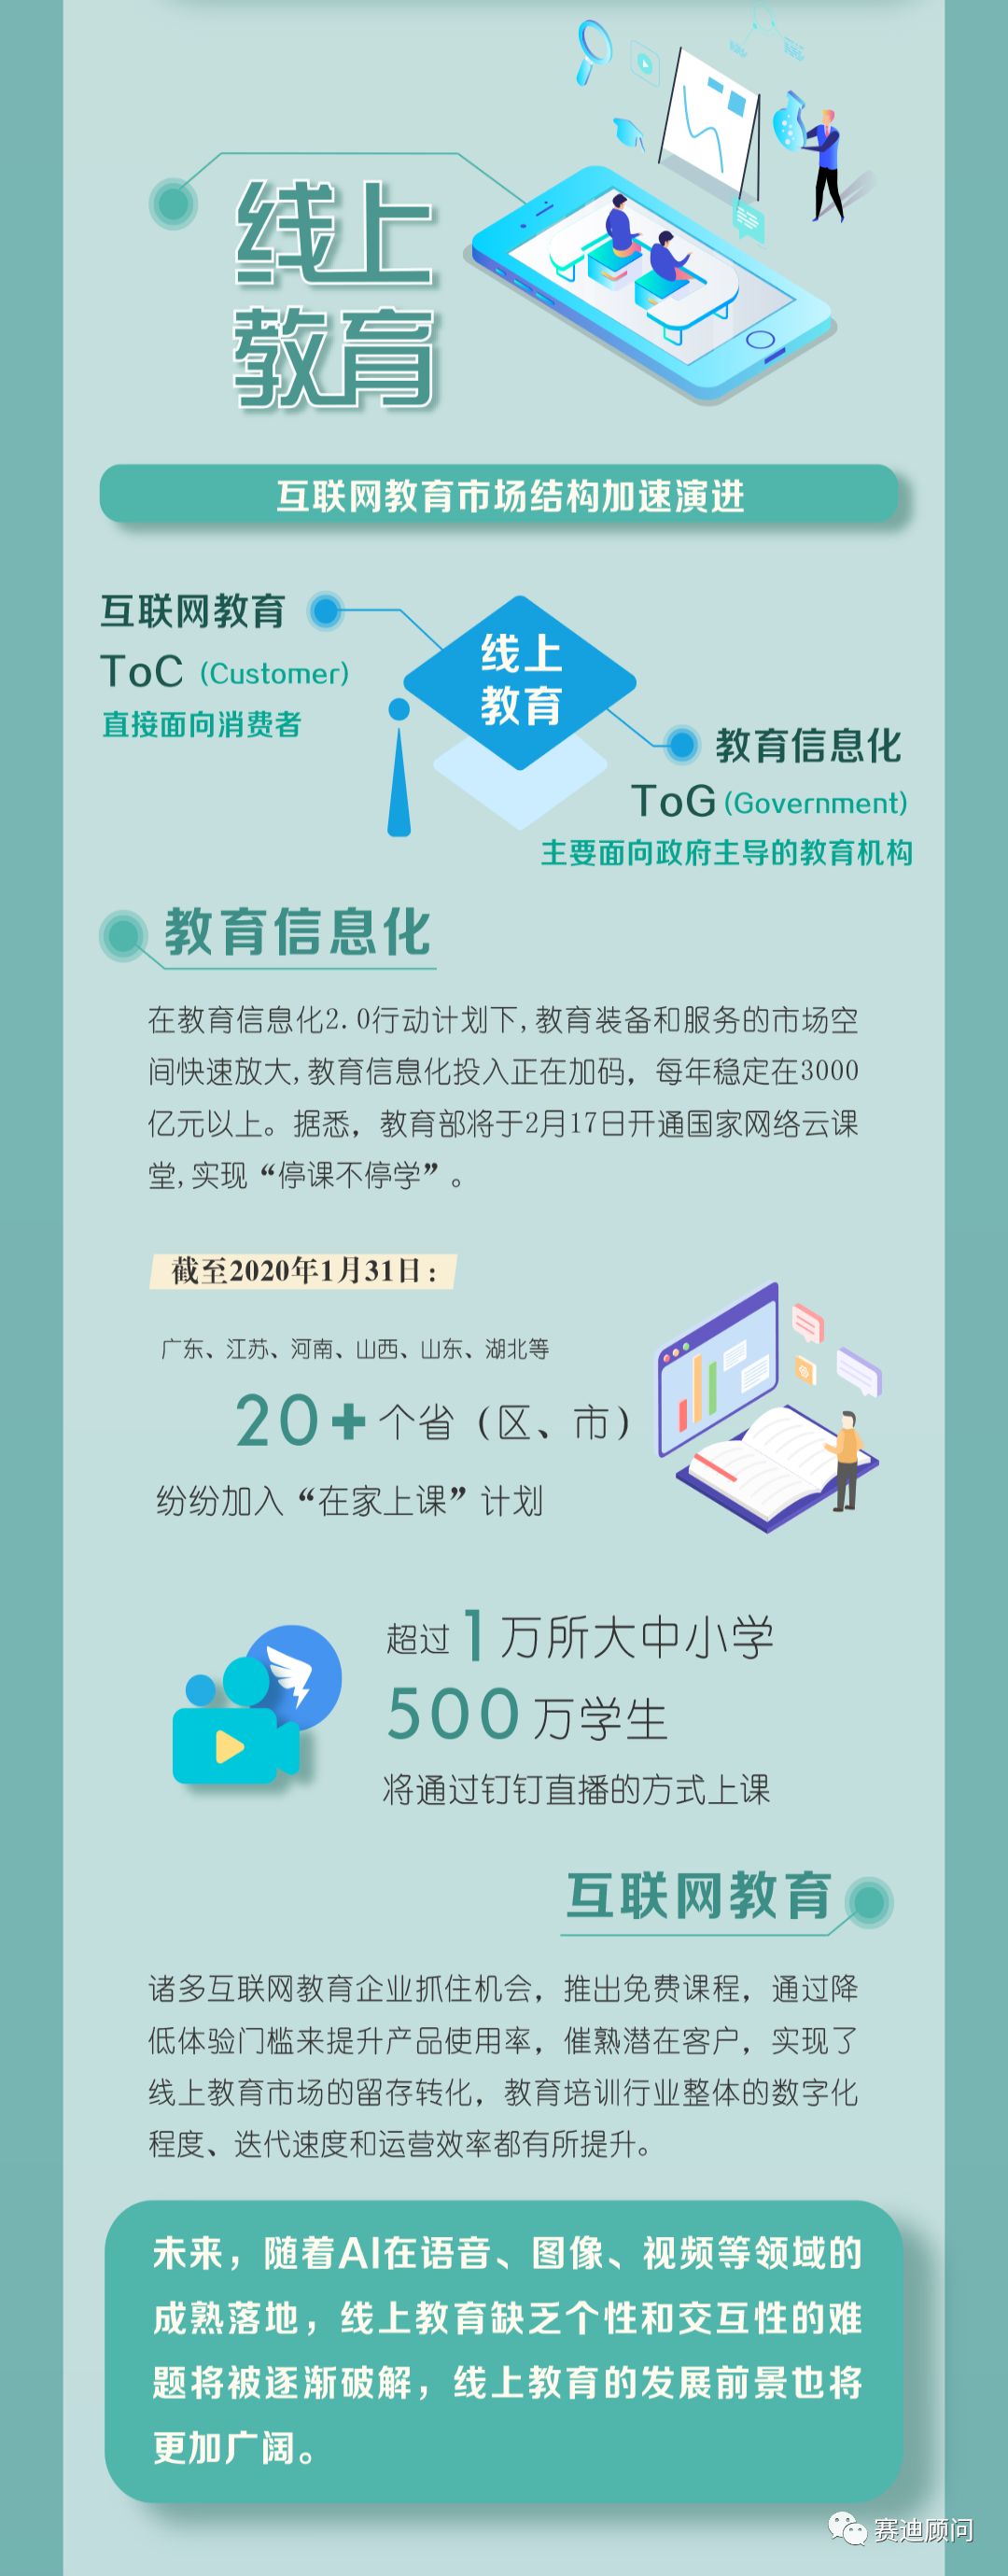 线上
教育
互联网教育市场结构加速演进
互联网教育
ToC (Customer)
直接面向消费者
线上
教育
教育信息化
ToG (Government)
主要面向政府主导的教育机构
教育信息化
在教育信息化2.0行动计划下,教育装备和服务的市场空
间快速放大,教育信息化投入正在加码，每年稳定在3000
亿元以上。据悉，教育部将于2月17日开通国家网络云课
堂,实现“停课不停学”。
截至2020年1月31日：
广东、江苏、河南、山西、山东、湖北等
20+个省（区、市）
纷纷加入“在家上课”计划
超过1万所大中小学
500万学生
将通过钉钉直播的方式上课
互联网教育
诸多互联网教育企业抓住机会，推出免费课程，通过降
低体验门槛来提升产品使用率，催熟潜在客户，实现了
线上教育市场的留存转化，教育培训行业整体的数字化
程度、迭代速度和运营效率都有所提升。
未来，随着AI在语音、图像、视频等领域的
成熟落地，线上教育缺乏个性和交互性的难
题将被逐渐破解，线上教育的发展前景也将
更加广阔。
赛迪顾问